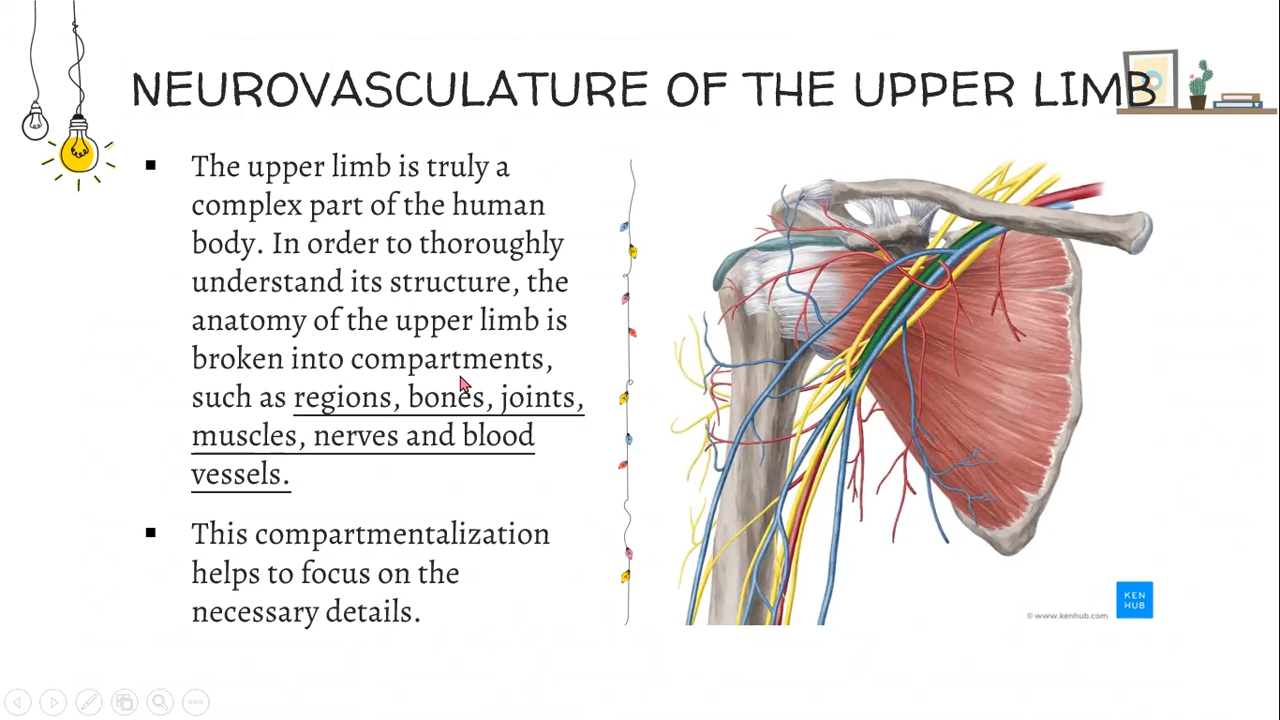 NEUROVASCULATURE OF THE UPPER LIMB
The upper limb is truly a
complex part of the human
body. In order to thoroughly
understand its structure, the
anatomy of the upper limb is
broken into compartments,
such as regions, bones, joints,
muscles, nerves and blood
vessels.
This compartmentalization
helps to focus on the
necessary details.
KEN
HUB
© www.kenhub.com